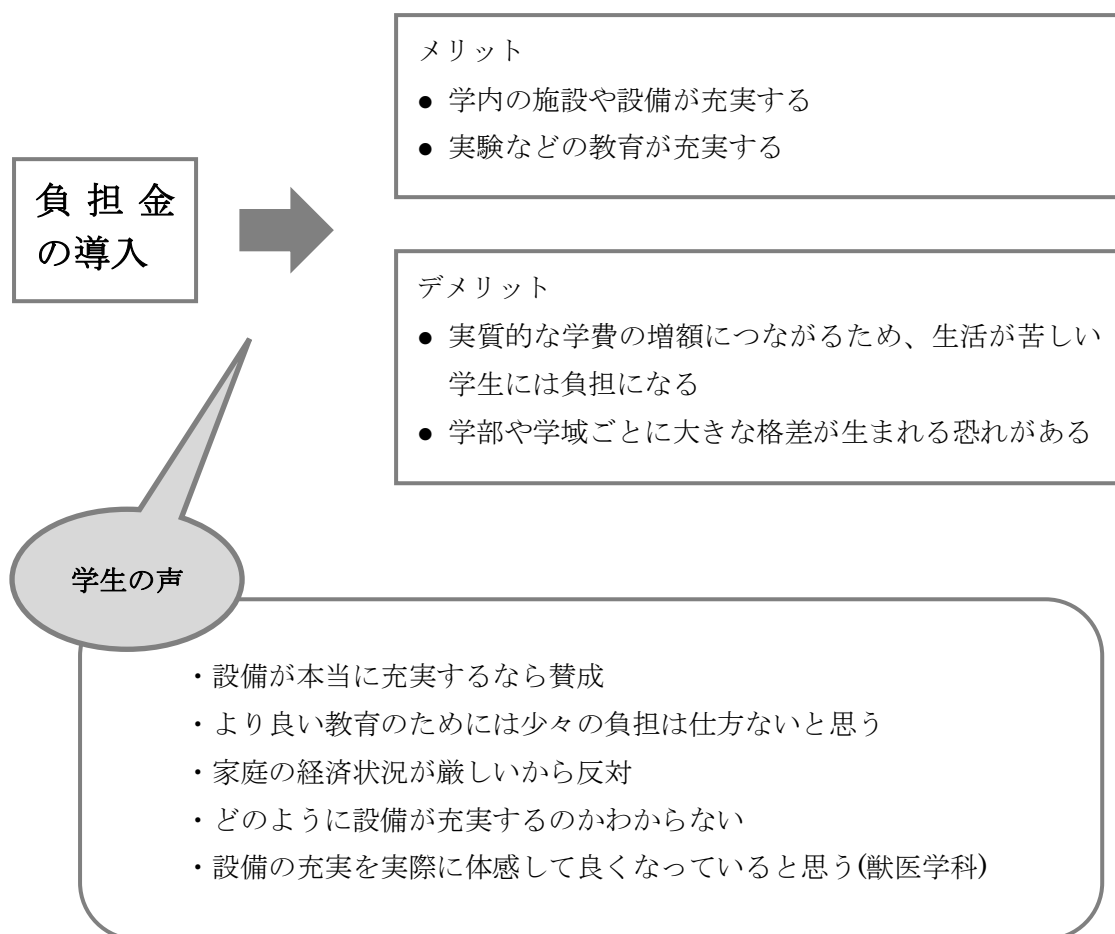 負担金
の導入
メリット
● 学内の施設や設備が充実する
● 実験などの教育が充実する
デメリット
● 実質的な学費の増額につながるため、生活が苦しい
学生には負担になる
● 学部や学域ごとに大きな格差が生まれる恐れがある
学生の声
・設備が本当に充実するなら賛成
・より良い教育のためには少々の負担は仕方ないと思う
・家庭の経済状況が厳しいから反対
・どのように設備が充実するのかわからない
・設備の充実を実際に体感して良くなっていると思う(獣医学科)